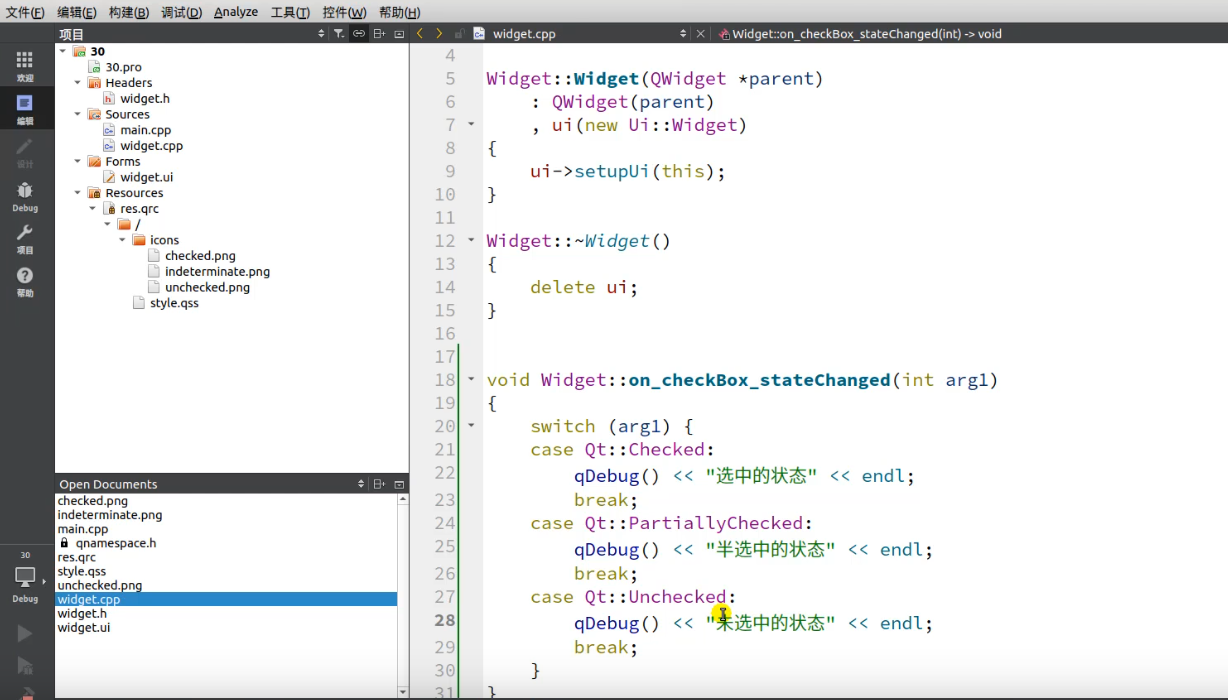 文件(F) 编辑(E) 构建(B) 调试(D) Analyze 工具(T) 控件(W) 帮助(H)
项目
widget.cpp
Widget::on_checkBox_stateChanged(int) -> void
欢迎
编辑
设计
Debug
项目
帮助
30
Debug
30
30.pro
Headers
widget.h
Sources
main.cpp
widget.cpp
Forms
widget.ui
Resources
res.qrc
/
icons
checked.png
indeterminate.png
unchecked.png
style.qss
Open Documents
checked.png
indeterminate.png
main.cpp
qnamespace.h
res.qrc
style.qss
unchecked.png
widget.cpp
widget.h
widget.ui
4
5 Widget::Widget(QWidget *parent)
6 : QWidget(parent)
7 , ui(new Ui::Widget)
8 {
9 ui->setupUi(this);
10 }
11
12 Widget::~Widget()
13 {
14 delete ui;
15 }
16
17
18 void Widget::on_checkBox_stateChanged(int arg1)
19 {
20 switch (arg1) {
21 case Qt::Checked:
22 qDebug() << "选中的状态" << endl;
23 break;
24 case Qt::PartiallyChecked:
25 qDebug() << "半选中的状态" << endl;
26 break;
27 case Qt::Unchecked:
28 qDebug() << "未选中的状态" << endl;
29 break;
30 }
31 }